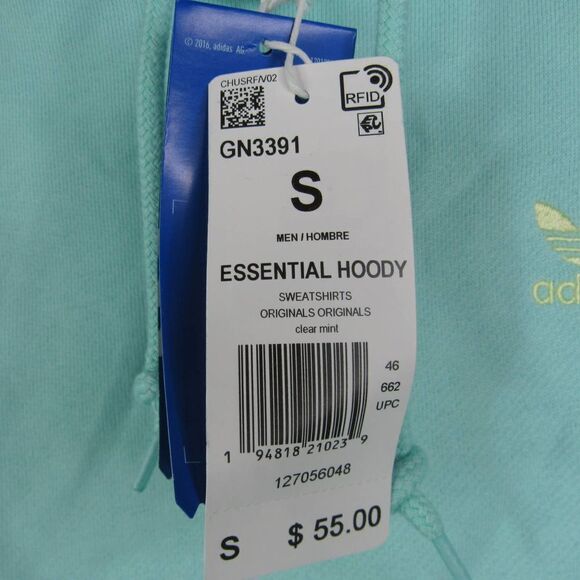 © 2016, adidas AG
CHUSRF/V02
RFID
GN3391
S
MEN / HOMBRE
ESSENTIAL HOODY
SWEATSHIRTS
ORIGINALS ORIGINALS
clear mint
46
662
UPC
1 94818 21023 9
127056048
S $ 55.00